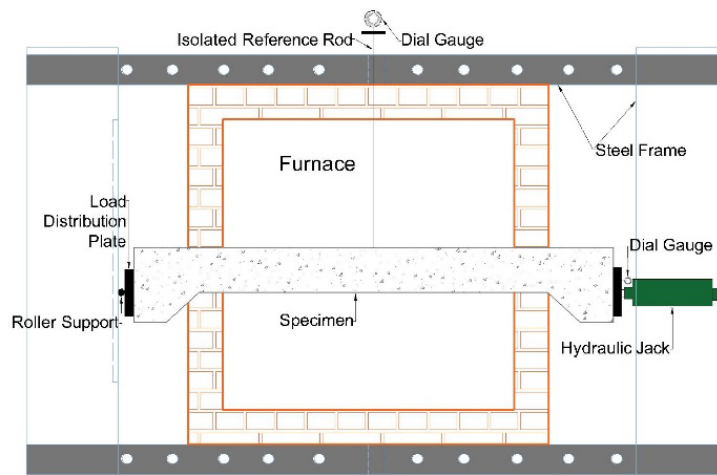 Isolated Reference Rod
Dial Gauge
Steel Frame
Furnace
Load
Distribution
Plate
Dial Gauge
Roller Support
Specimen
Hydraulic Jack